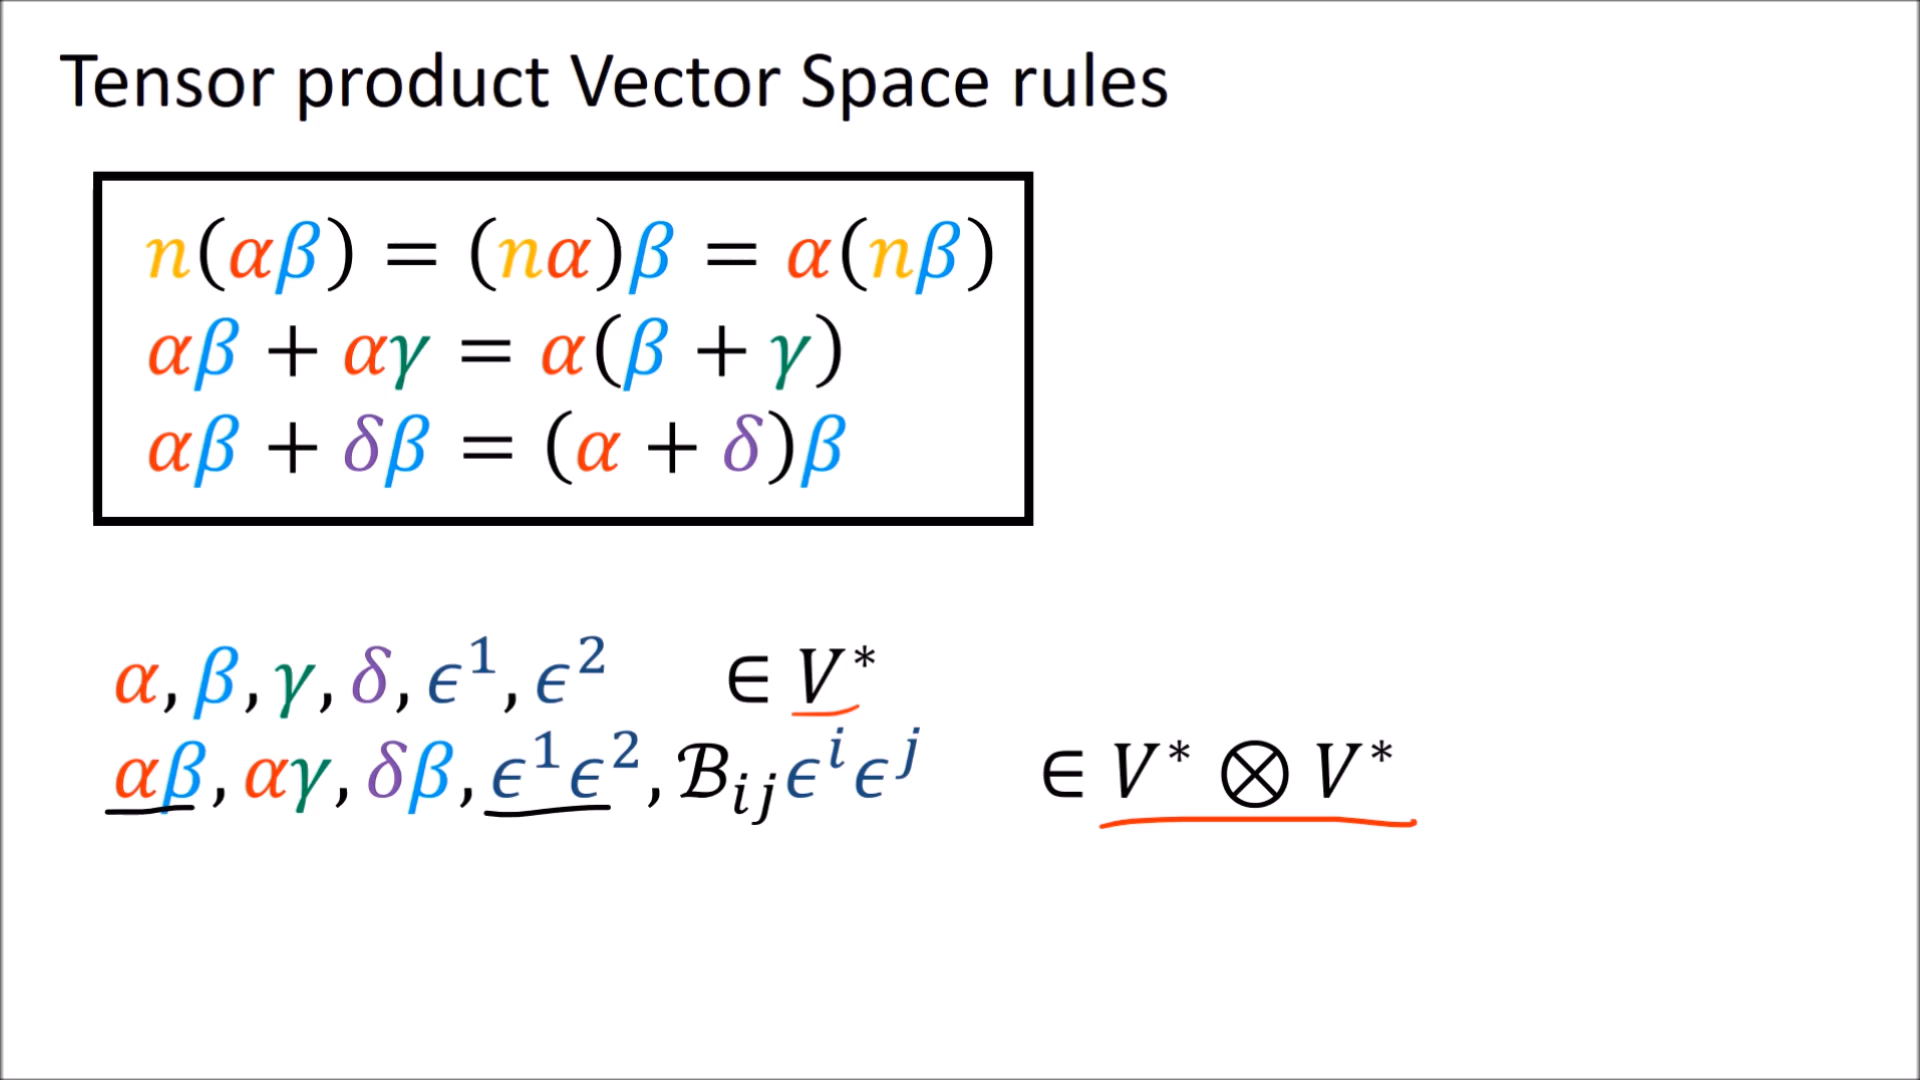 Tensor product Vector Space rules
n(αβ) = (nα)β = α(nβ)
αβ + αγ = α(β + γ)
αβ + δβ = (α + δ)β
α, β, γ, δ, ϵ¹, ϵ² ∈ V*
αβ, αγ, δβ, ϵ¹ϵ², ℬᵢⱼϵⁱϵʲ ∈ V* ⊗ V*